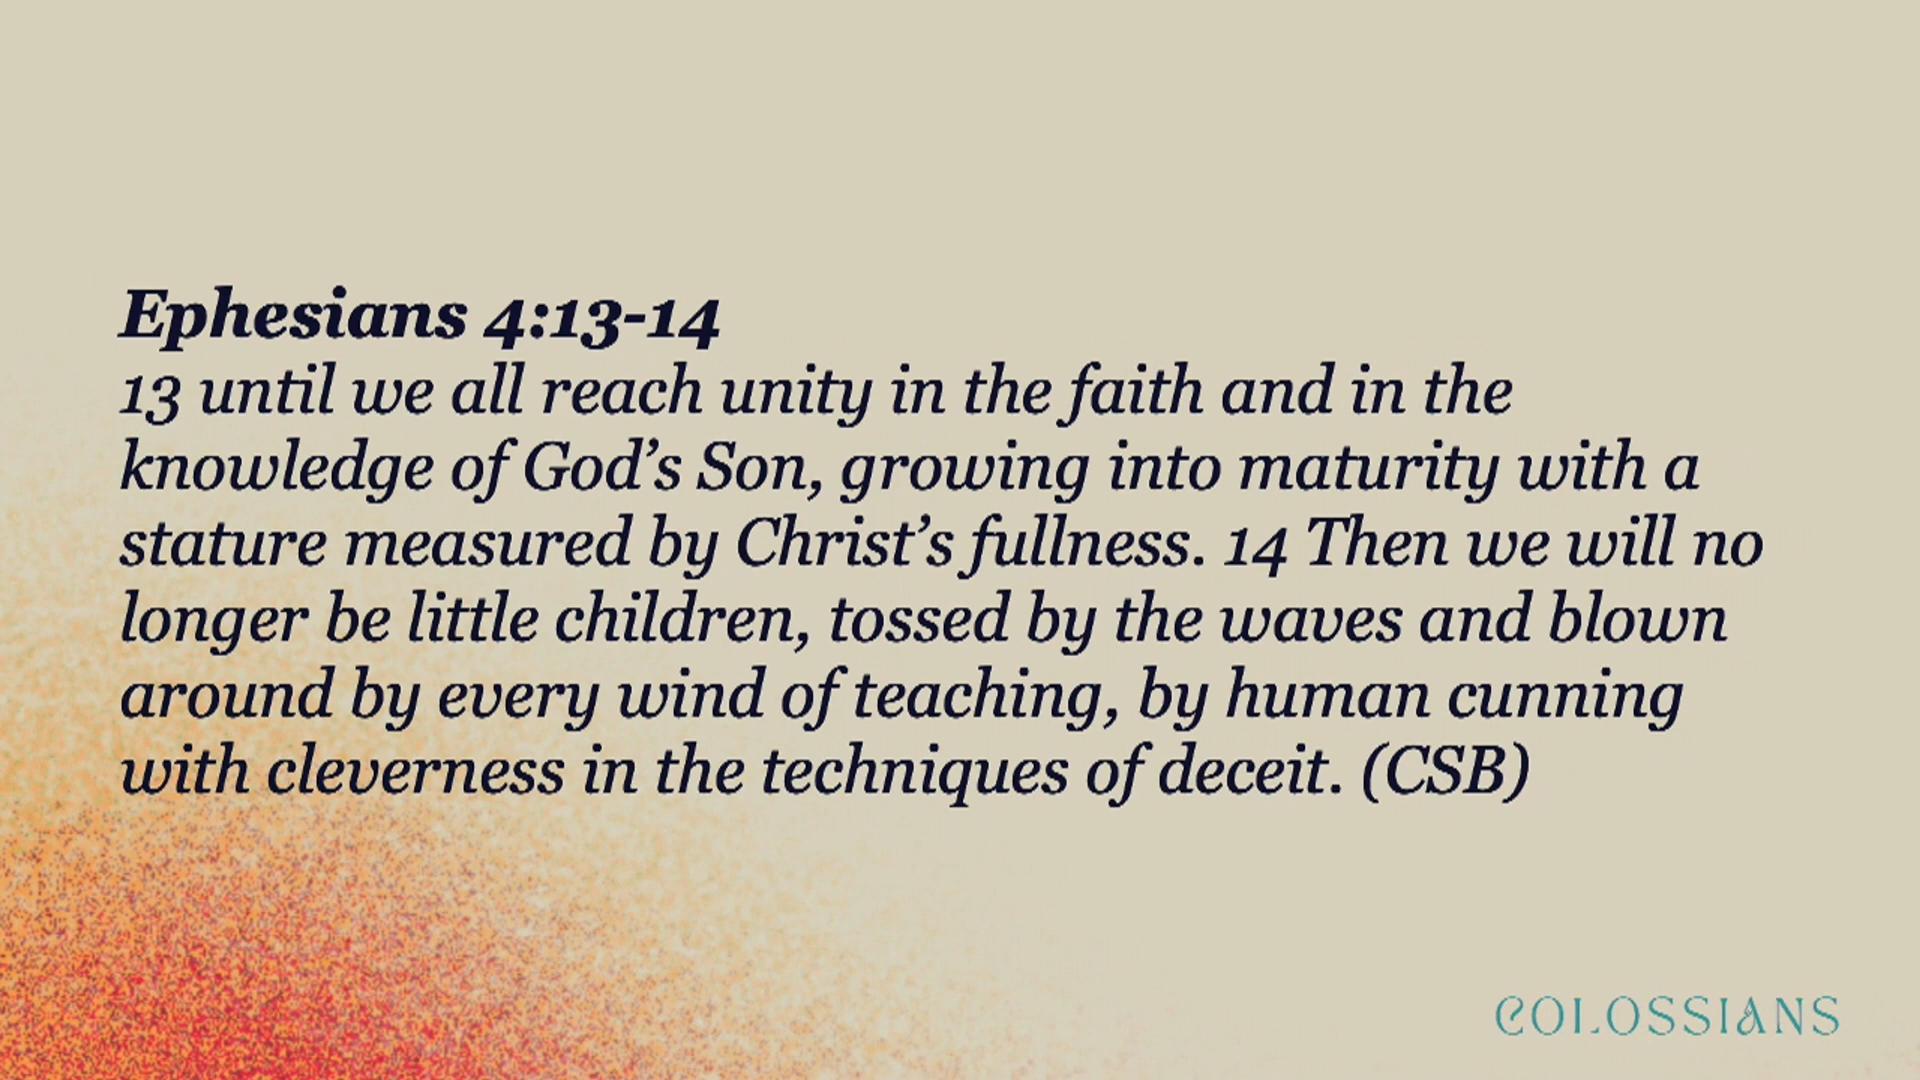 Ephesians 4:13-14
13 until we all reach unity in the faith and in the
knowledge of God’s Son, growing into maturity with a
stature measured by Christ’s fullness. 14 Then we will no
longer be little children, tossed by the waves and blown
around by every wind of teaching, by human cunning
with cleverness in the techniques of deceit. (CSB)
COLOSSIANS